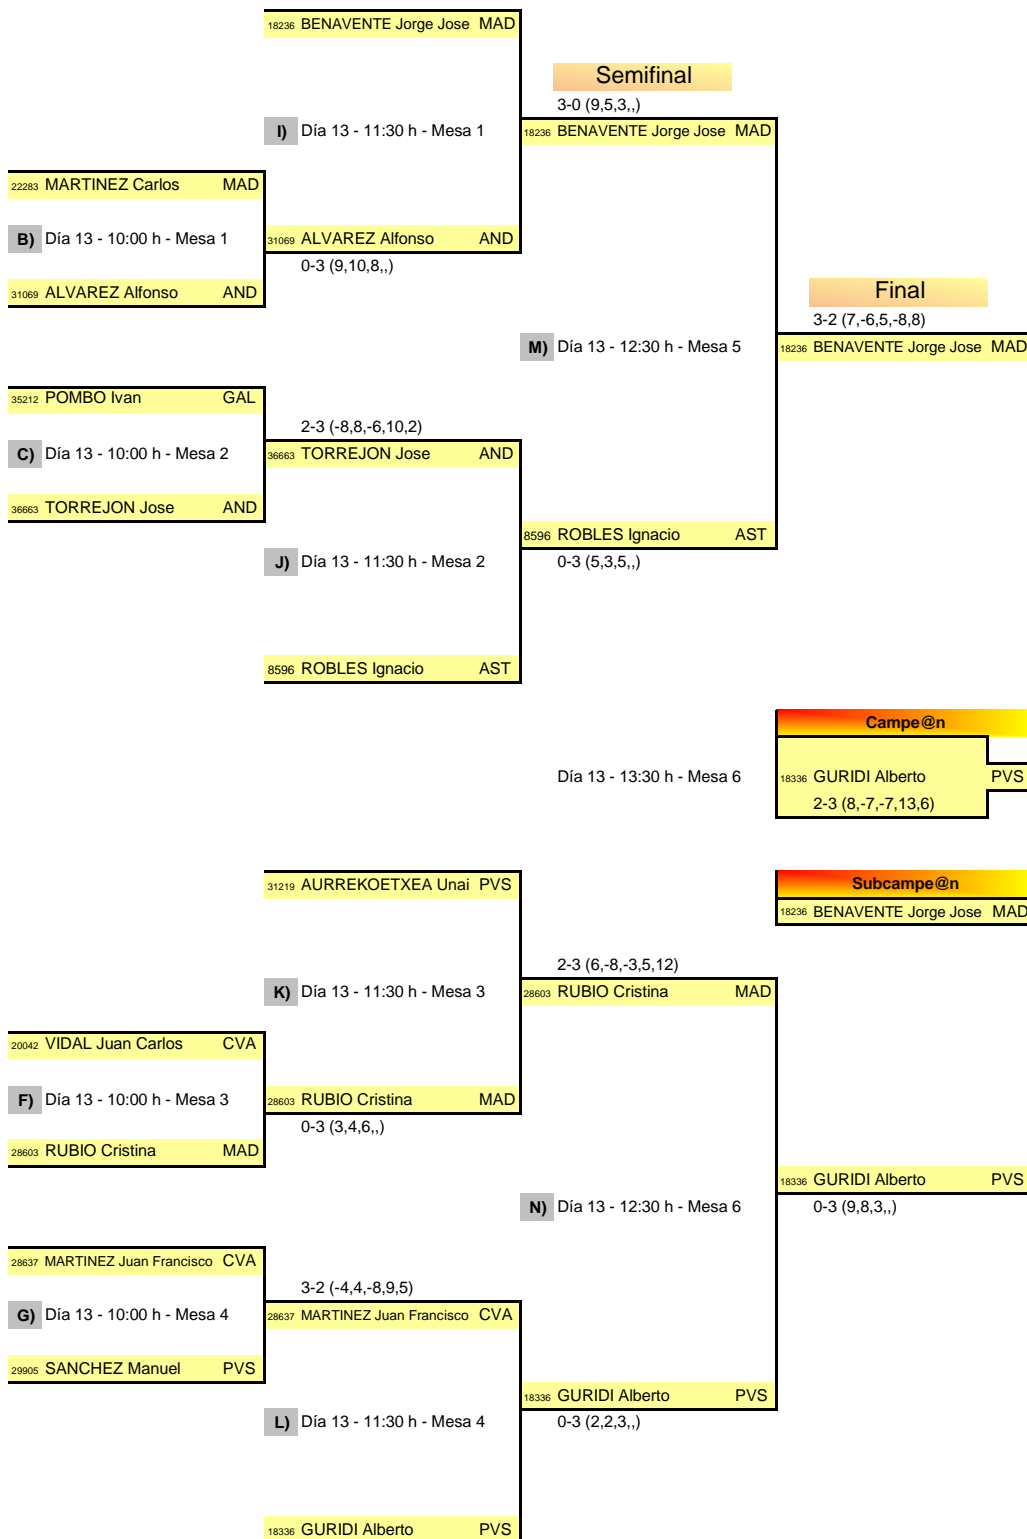 18236 BENAVENTE Jorge Jose MAD
Semifinal
3-0 (9,5,3,,)
I) Día 13 - 11:30 h - Mesa 1
18236 BENAVENTE Jorge Jose MAD
22283 MARTINEZ Carlos MAD
B) Día 13 - 10:00 h - Mesa 1
31069 ALVAREZ Alfonso AND
0-3 (9,10,8,,)
31069 ALVAREZ Alfonso AND
Final
3-2 (7,-6,5,-8,8)
M) Día 13 - 12:30 h - Mesa 5
18236 BENAVENTE Jorge Jose MAD
35212 POMBO Ivan GAL
2-3 (-8,8,-6,10,2)
C) Día 13 - 10:00 h - Mesa 2
36663 TORREJON Jose AND
36663 TORREJON Jose AND
8596 ROBLES Ignacio AST
J) Día 13 - 11:30 h - Mesa 2
0-3 (5,3,5,,)
8596 ROBLES Ignacio AST
Campe@n
Día 13 - 13:30 h - Mesa 6
18336 GURIDI Alberto PVS
2-3 (8,-7,-7,13,6)
31219 AURREKOETXEA Unai PVS
Subcampe@n
18236 BENAVENTE Jorge Jose MAD
2-3 (6,-8,-3,5,12)
K) Día 13 - 11:30 h - Mesa 3
28603 RUBIO Cristina MAD
20042 VIDAL Juan Carlos CVA
F) Día 13 - 10:00 h - Mesa 3
28603 RUBIO Cristina MAD
0-3 (3,4,6,,)
28603 RUBIO Cristina MAD
18336 GURIDI Alberto PVS
N) Día 13 - 12:30 h - Mesa 6
0-3 (9,8,3,,)
28637 MARTINEZ Juan Francisco CVA
3-2 (-4,4,-8,9,5)
G) Día 13 - 10:00 h - Mesa 4
28637 MARTINEZ Juan Francisco CVA
29905 SANCHEZ Manuel PVS
18336 GURIDI Alberto PVS
L) Día 13 - 11:30 h - Mesa 4
0-3 (2,2,3,,)
18336 GURIDI Alberto PVS